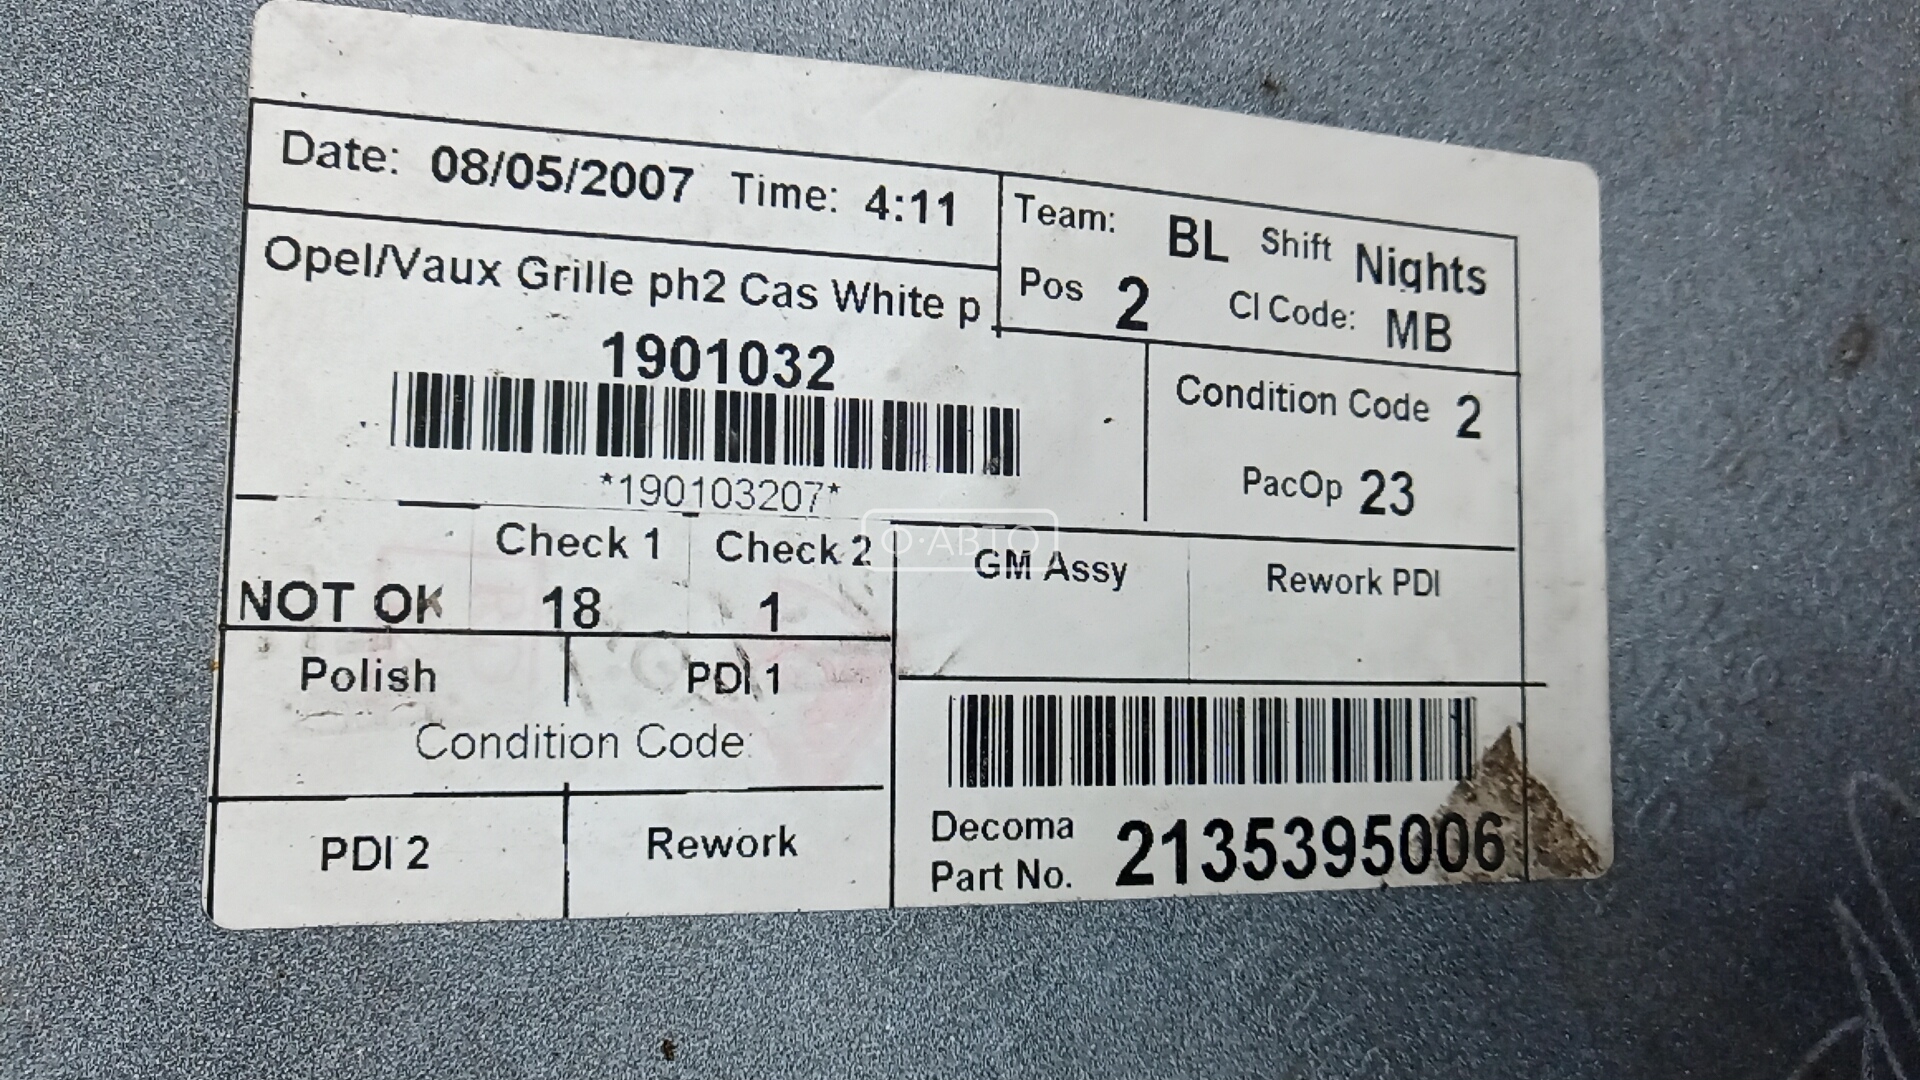 Date: 08/05/2007 Time: 4:11
Team: BL Shift Nights
Opel/Vaux Grille ph2 Cas White p
Pos 2 Cl Code: MB
1901032
*190103207*
Condition Code 2
PacOp 23
Check 1 Check 2
NOT OK 18 1
GM Assy Rework PDI
Polish PDI 1
Condition Code:
PDI 2 Rework
Decoma
Part No. 2135395006
О·АВТО